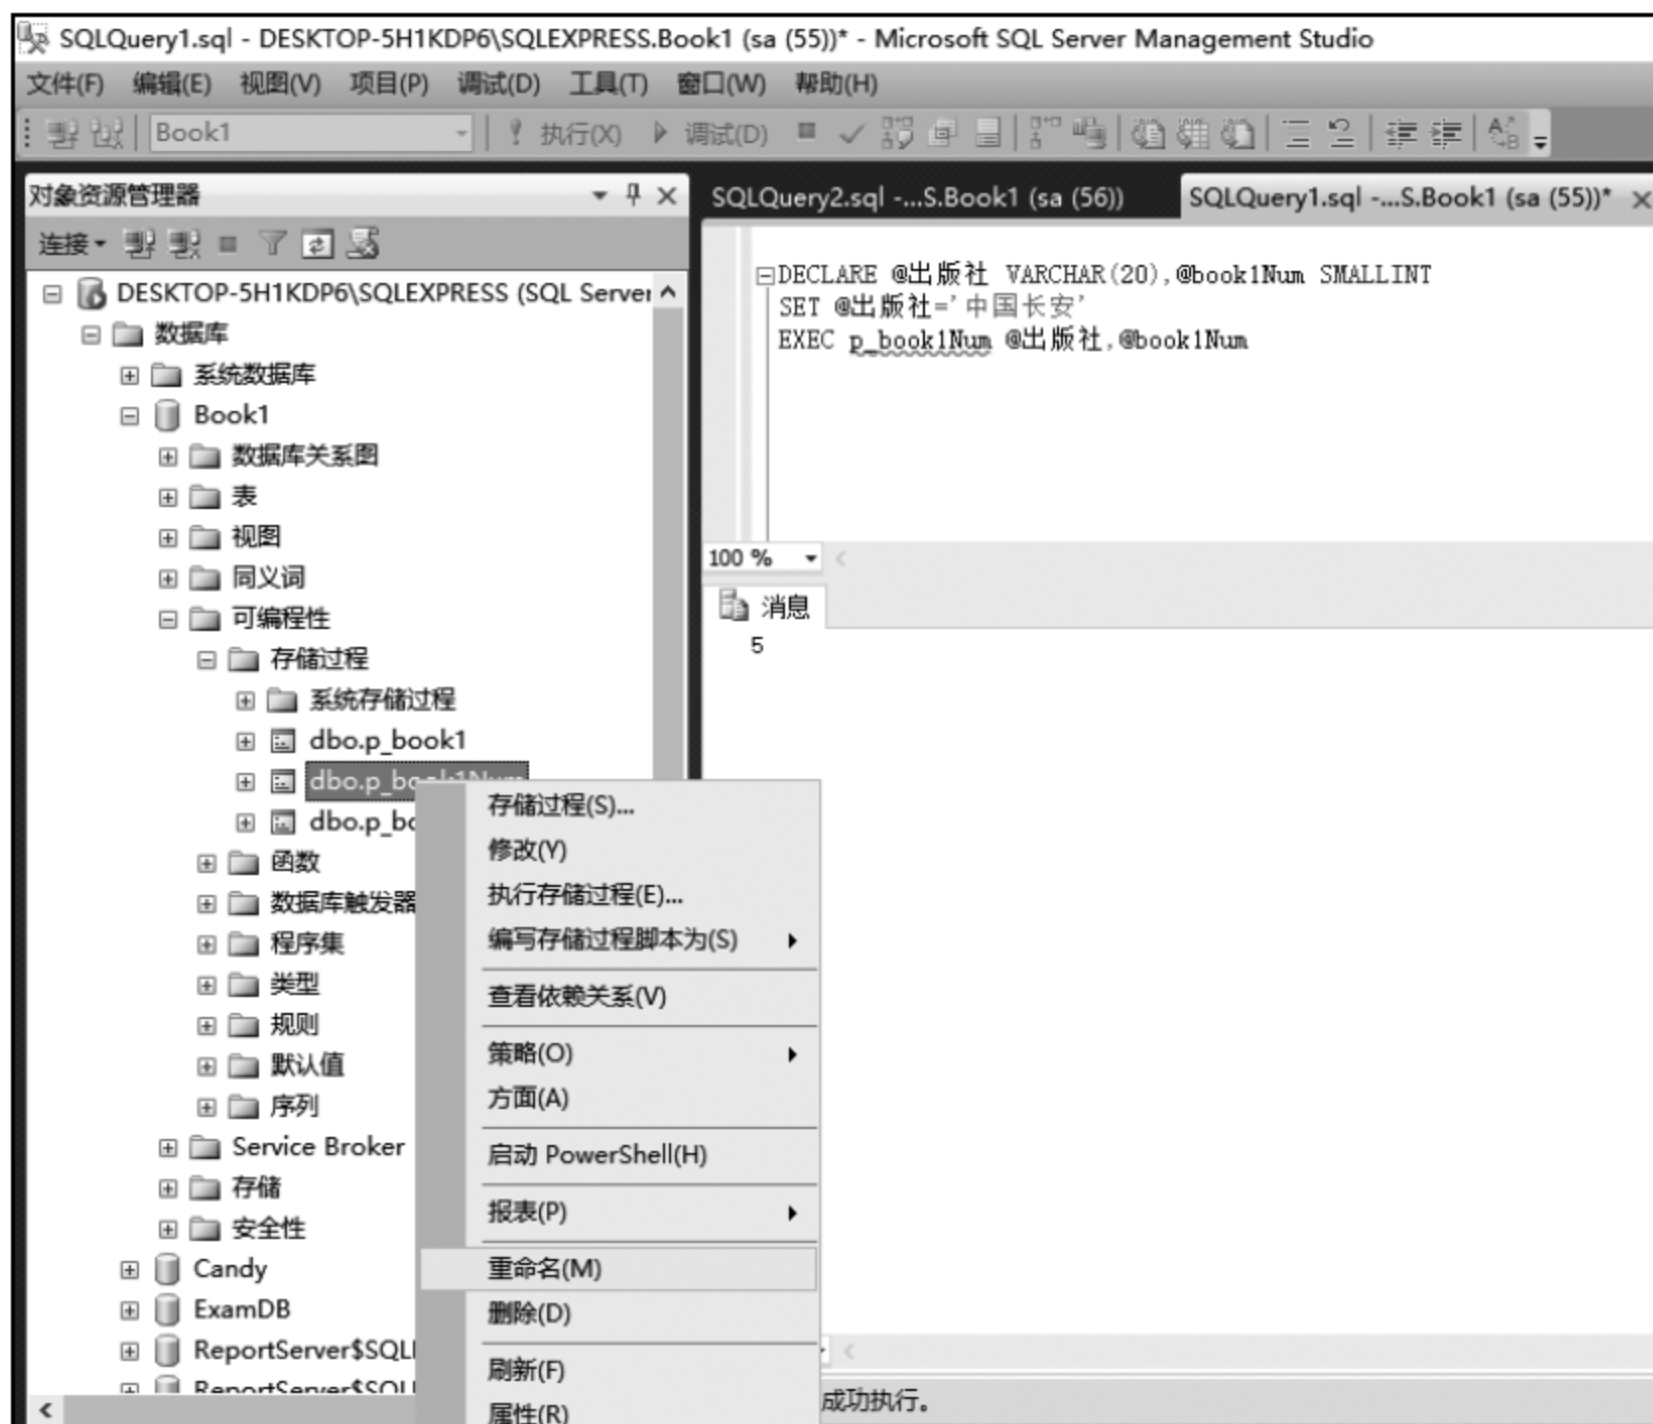 SQLQuery1.sql - DESKTOP-5H1KDP6\SQLEXPRESS.Book1 (sa (55))* - Microsoft SQL Server Management Studio
文件(F) 编辑(E) 视图(V) 项目(P) 调试(D) 工具(T) 窗口(W) 帮助(H)
Book1 执行(X) 调试(D)
对象资源管理器
连接
DESKTOP-5H1KDP6\SQLEXPRESS (SQL Server
数据库
系统数据库
Book1
数据库关系图
表
视图
同义词
可编程性
存储过程
系统存储过程
dbo.p_book1
dbo.p_book1Num
dbo.p_bo
函数
数据库触发器
程序集
类型
规则
默认值
序列
Service Broker
存储
安全性
Candy
ExamDB
ReportServer$SQL
ReportServer$SQL
存储过程(S)...
修改(Y)
执行存储过程(E)...
编写存储过程脚本为(S)
查看依赖关系(V)
策略(O)
方面(A)
启动 PowerShell(H)
报表(P)
重命名(M)
删除(D)
刷新(F)
属性(R)
SQLQuery2.sql -...S.Book1 (sa (56))
SQLQuery1.sql -...S.Book1 (sa (55))*
DECLARE @出版社 VARCHAR(20),@book1Num SMALLINT
SET @出版社='中国长安'
EXEC p_book1Num @出版社,@book1Num
100 %
消息
5
成功执行。